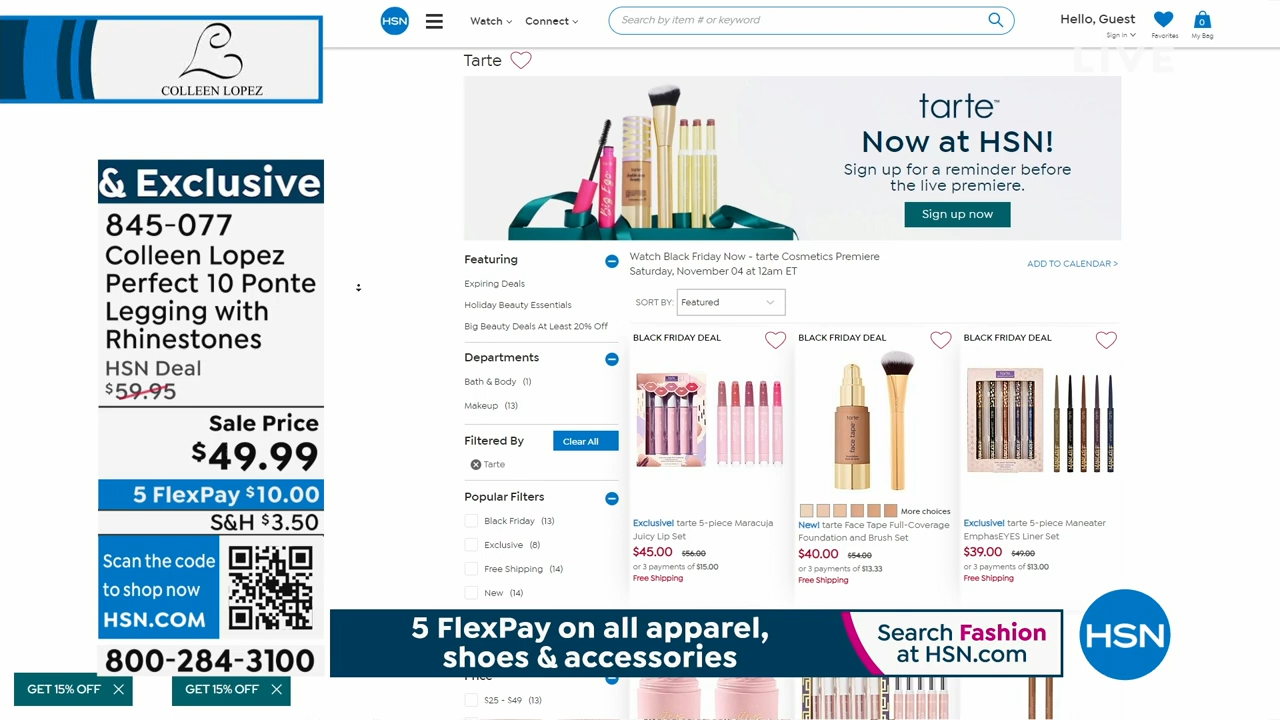 COLLEEN LOPEZ
& Exclusive
845-077
Colleen Lopez
Perfect 10 Ponte
Legging with
Rhinestones
HSN Deal
$59.95
Sale Price
$49.99
5 FlexPay $10.00
S&H $3.50
Scan the code
to shop now
HSN.COM
800-284-3100
GET 15% OFF
GET 15% OFF
HSN
Watch
Connect
Search by item # or keyword
Hello, Guest
Sign In
Favorites
0
My Bag
LIVE
Tarte
tarte™
Now at HSN!
Sign up for a reminder before
the live premiere.
Sign up now
Big Ego
Featuring
Expiring Deals
Holiday Beauty Essentials
Big Beauty Deals At Least 20% Off
Departments
Bath & Body (1)
Makeup (13)
Filtered By
Clear All
Tarte
Popular Filters
Black Friday (13)
Exclusive (8)
Free Shipping (14)
New (14)
Price
$25 - $49 (13)
Watch Black Friday Now - tarte Cosmetics Premiere
Saturday, November 04 at 12am ET
ADD TO CALENDAR >
SORT BY:
Featured
BLACK FRIDAY DEAL
Exclusive! tarte 5-piece Maracuja
Juicy Lip Set
$45.00 $56.00
or 3 payments of $15.00
Free Shipping
BLACK FRIDAY DEAL
tarte
face tape
More choices
New! tarte Face Tape Full-Coverage
Foundation and Brush Set
$40.00 $54.00
or 3 payments of $13.33
Free Shipping
BLACK FRIDAY DEAL
Exclusive! tarte 5-piece Maneater
EmphasEYES Liner Set
$39.00 $49.00
or 3 payments of $13.00
Free Shipping
5 FlexPay on all apparel,
shoes & accessories
Search Fashion
at HSN.com
HSN